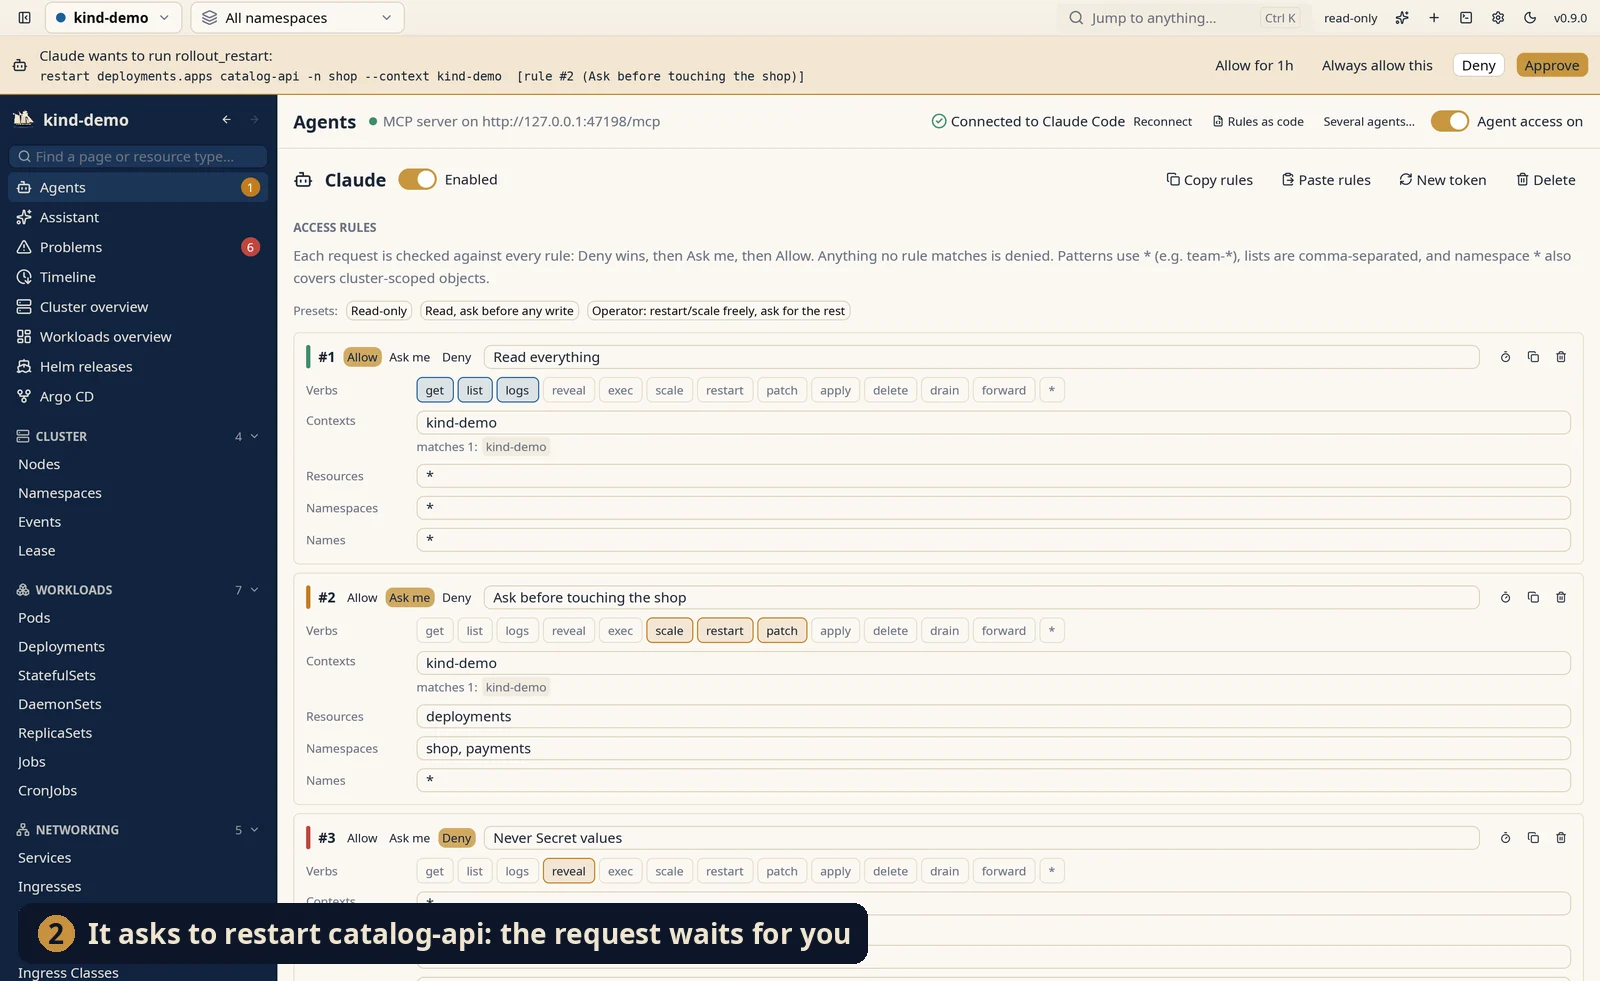 kind-demo
All namespaces
Jump to anything...
Ctrl K
read-only
v0.9.0
Claude wants to run rollout_restart:
restart deployments.apps catalog-api -n shop --context kind-demo [rule #2 (Ask before touching the shop)]
Allow for 1h
Always allow this
Deny
Approve
kind-demo
Find a page or resource type...
Agents 1
Assistant
Problems 6
Timeline
Cluster overview
Workloads overview
Helm releases
Argo CD
CLUSTER 4
Nodes
Namespaces
Events
Lease
WORKLOADS 7
Pods
Deployments
StatefulSets
DaemonSets
ReplicaSets
Jobs
CronJobs
NETWORKING 5
Services
Ingresses
Ingress Classes
Agents
MCP server on http://127.0.0.1:47198/mcp
Connected to Claude Code
Reconnect
Rules as code
Several agents...
Agent access on
Claude
Enabled
Copy rules
Paste rules
New token
Delete
ACCESS RULES
Each request is checked against every rule: Deny wins, then Ask me, then Allow. Anything no rule matches is denied. Patterns use * (e.g. team-*), lists are comma-separated, and namespace * also
covers cluster-scoped objects.
Presets: Read-only Read, ask before any write Operator: restart/scale freely, ask for the rest
#1 Allow Ask me Deny Read everything
Verbs get list logs reveal exec scale restart patch apply delete drain forward *
Contexts kind-demo
matches 1: kind-demo
Resources *
Namespaces *
Names *
#2 Allow Ask me Deny Ask before touching the shop
Verbs get list logs reveal exec scale restart patch apply delete drain forward *
Contexts kind-demo
matches 1: kind-demo
Resources deployments
Namespaces shop, payments
Names *
#3 Allow Ask me Deny Never Secret values
Verbs get list logs reveal exec scale restart patch apply delete drain forward *
Contexts *
2 It asks to restart catalog-api: the request waits for you